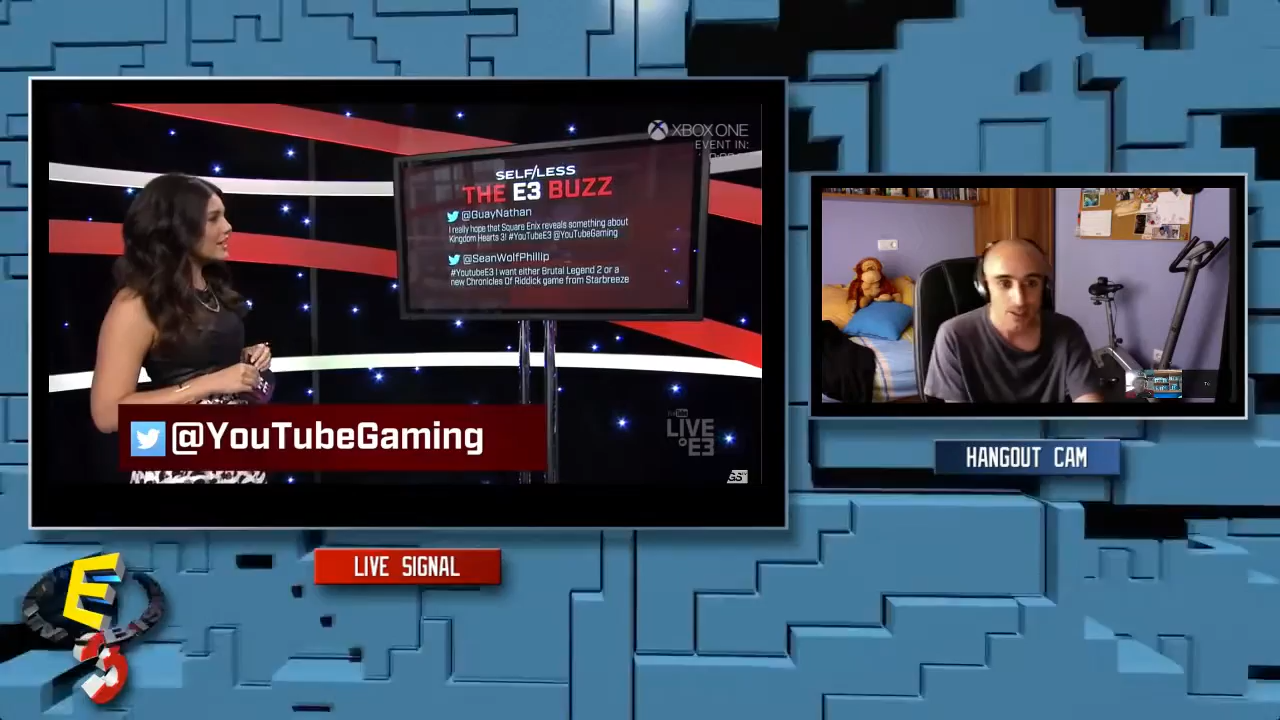 XBOX ONE
EVENT IN:
SELF/LESS
THE E3 BUZZ
@GuayNathan
I really hope that Square Enix reveals something about
Kingdom Hearts 3! #YouTubeE3 @YouTubeGaming
@SeanWolfPhillip
#YoutubeE3 I want either Brutal Legend 2 or a
new Chronicles Of Riddick game from Starbreeze
@YouTubeGaming
YouTube
LIVE
E3
GS
HANGOUT CAM
LIVE SIGNAL
E3